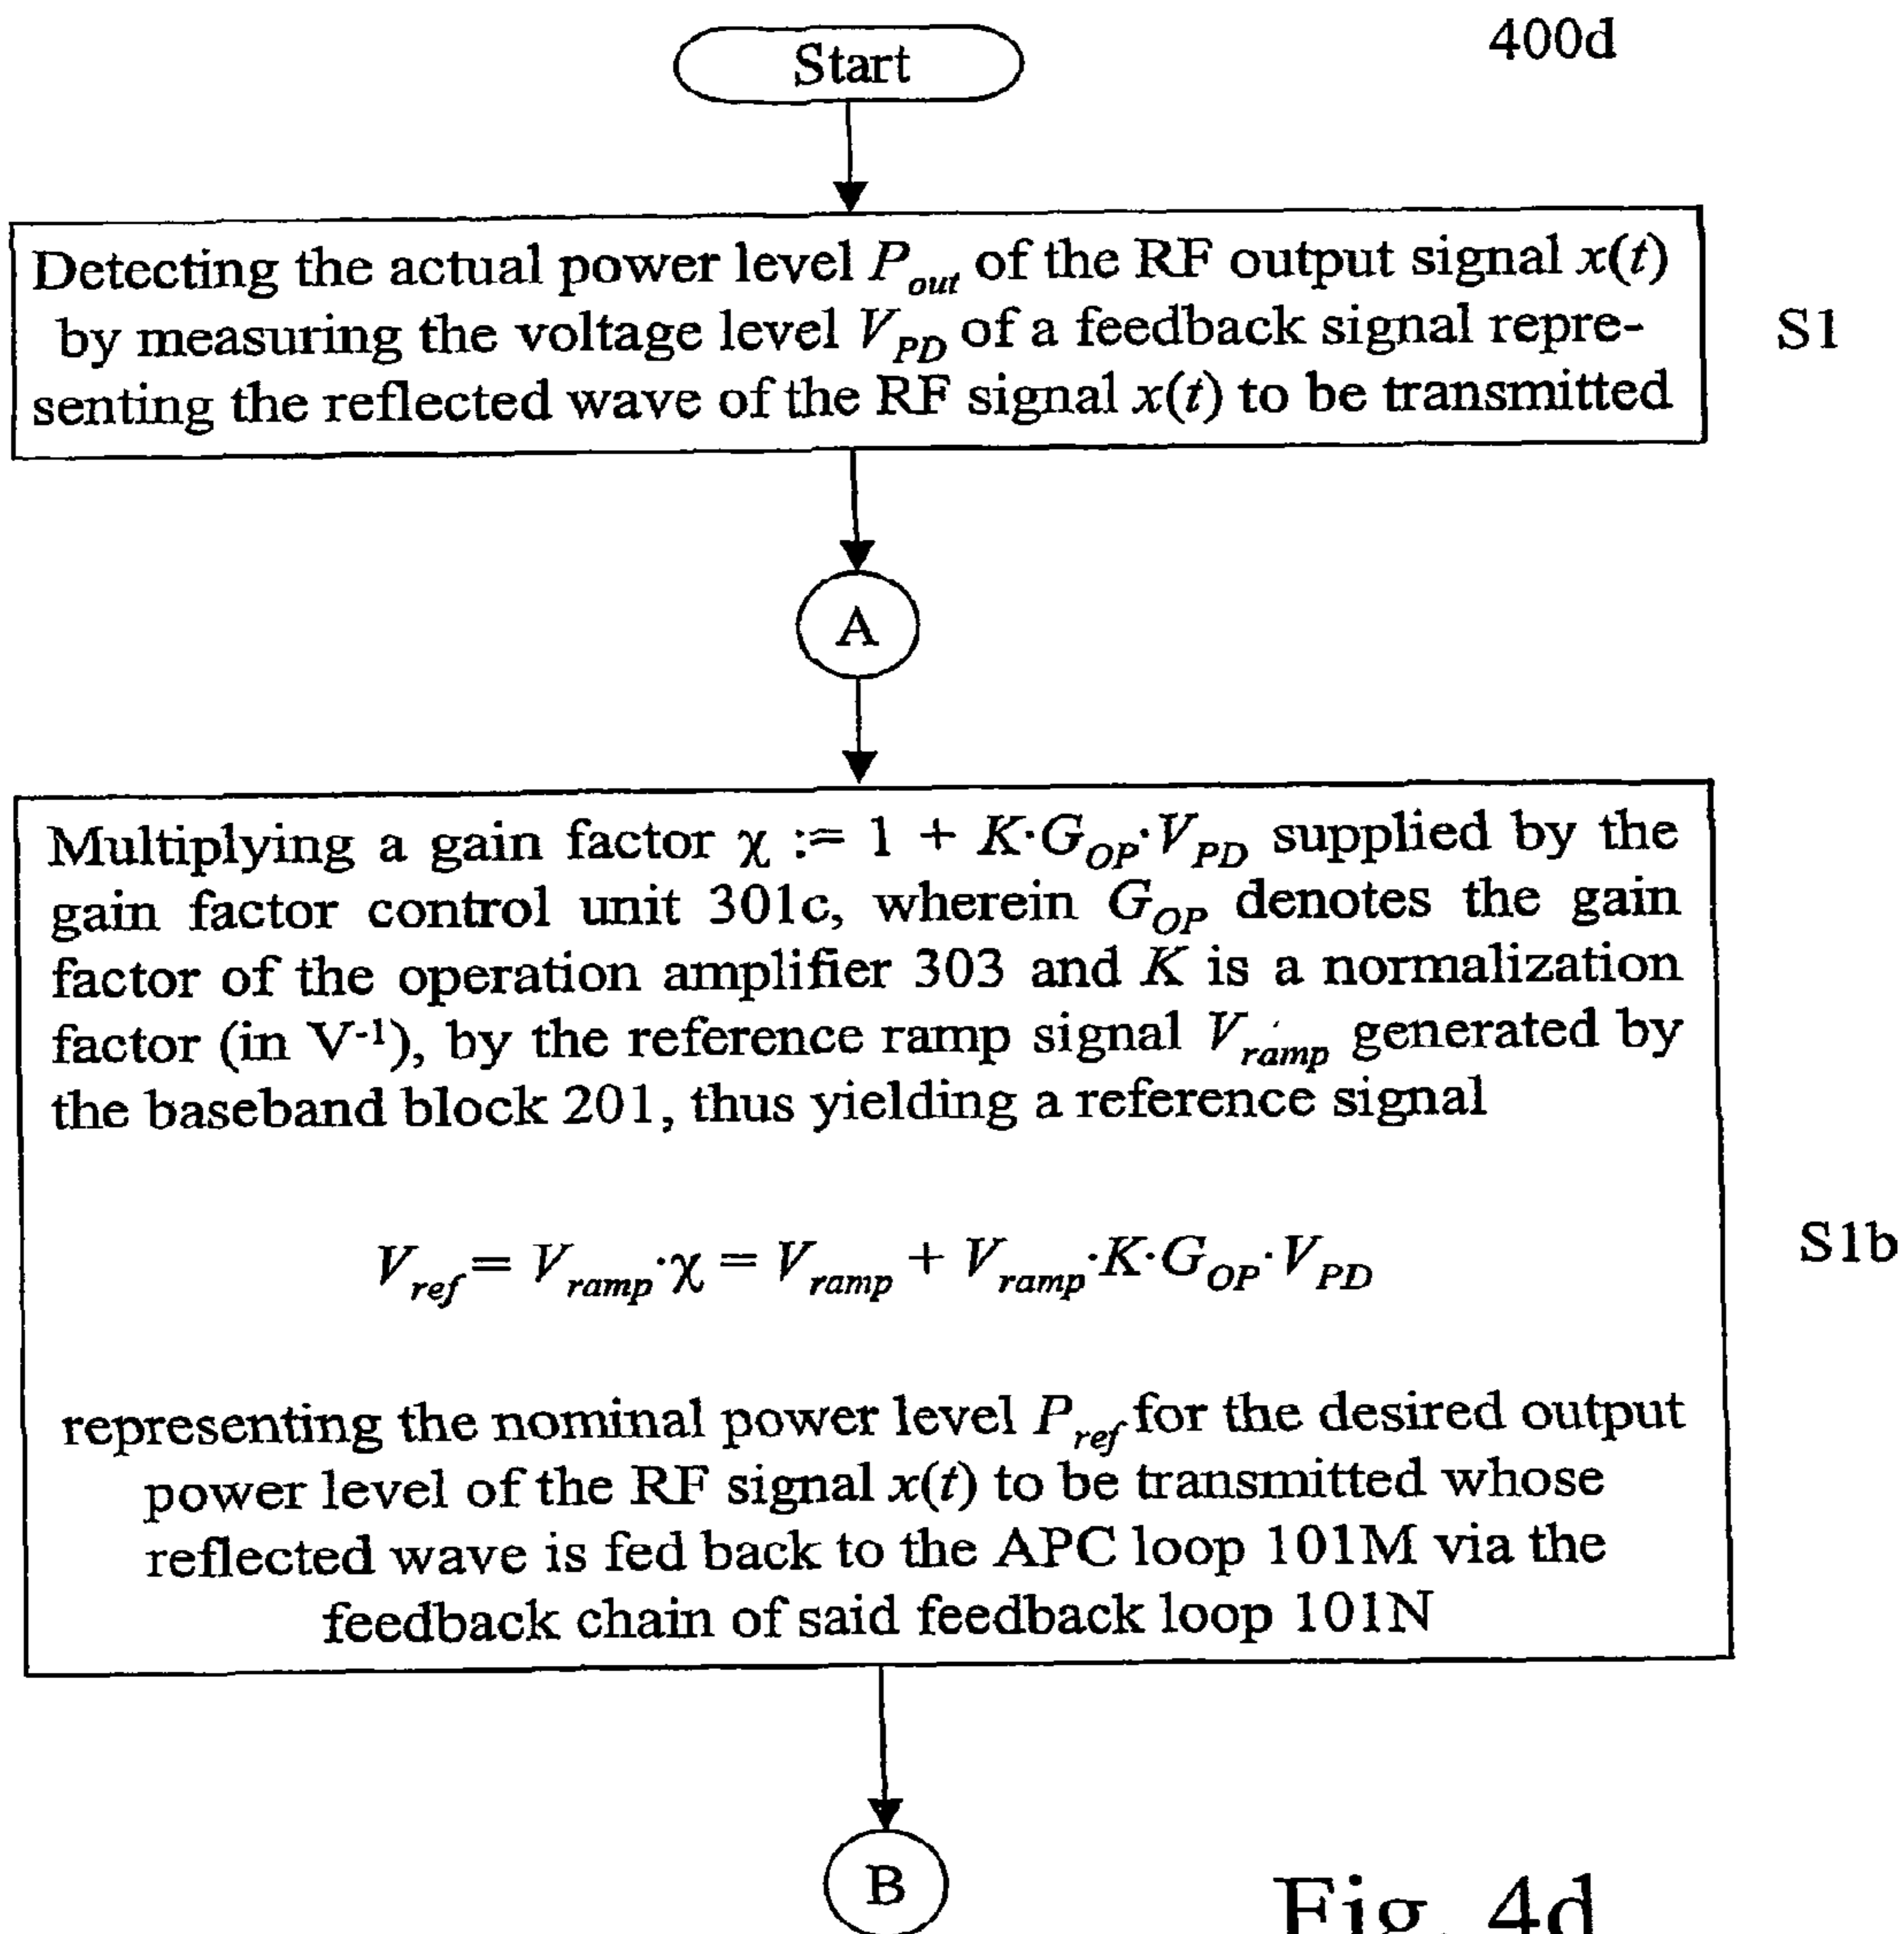 400d
Start
Detecting the actual power level P_out of the RF output signal x(t)
by measuring the voltage level V_PD of a feedback signal repre-
senting the reflected wave of the RF signal x(t) to be transmitted
S1
A
Multiplying a gain factor χ := 1 + K·G_OP·V_PD supplied by the
gain factor control unit 301c, wherein G_OP denotes the gain
factor of the operation amplifier 303 and K is a normalization
factor (in V⁻¹), by the reference ramp signal V_ramp generated by
the baseband block 201, thus yielding a reference signal
V_ref = V_ramp·χ = V_ramp + V_ramp·K·G_OP·V_PD
S1b
representing the nominal power level P_ref for the desired output
power level of the RF signal x(t) to be transmitted whose
reflected wave is fed back to the APC loop 101M via the
feedback chain of said feedback loop 101N
B
Fig. 4d